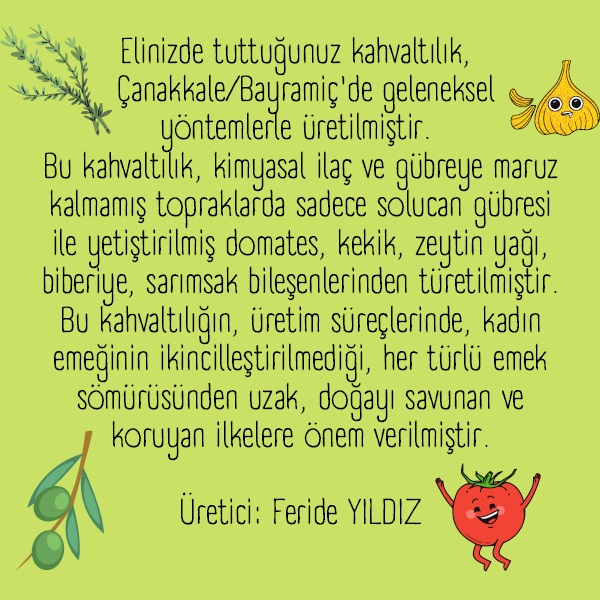 Elinizde tuttuğunuz kahvaltılık,
Çanakkale/Bayramiç'de geleneksel
yöntemlerle üretilmiştir.
Bu kahvaltılık, kimyasal ilaç ve gübreye maruz
kalmamış topraklarda sadece solucan gübresi
ile yetiştirilmiş domates, kekik, zeytin yağı,
biberiye, sarımsak bileşenlerinden türetilmiştir.
Bu kahvaltılığın, üretim süreçlerinde, kadın
emeğinin ikincilleştirilmediği, her türlü emek
sömürüsünden uzak, doğayı savunan ve
koruyan ilkelere önem verilmiştir.
Üretici: Feride YILDIZ